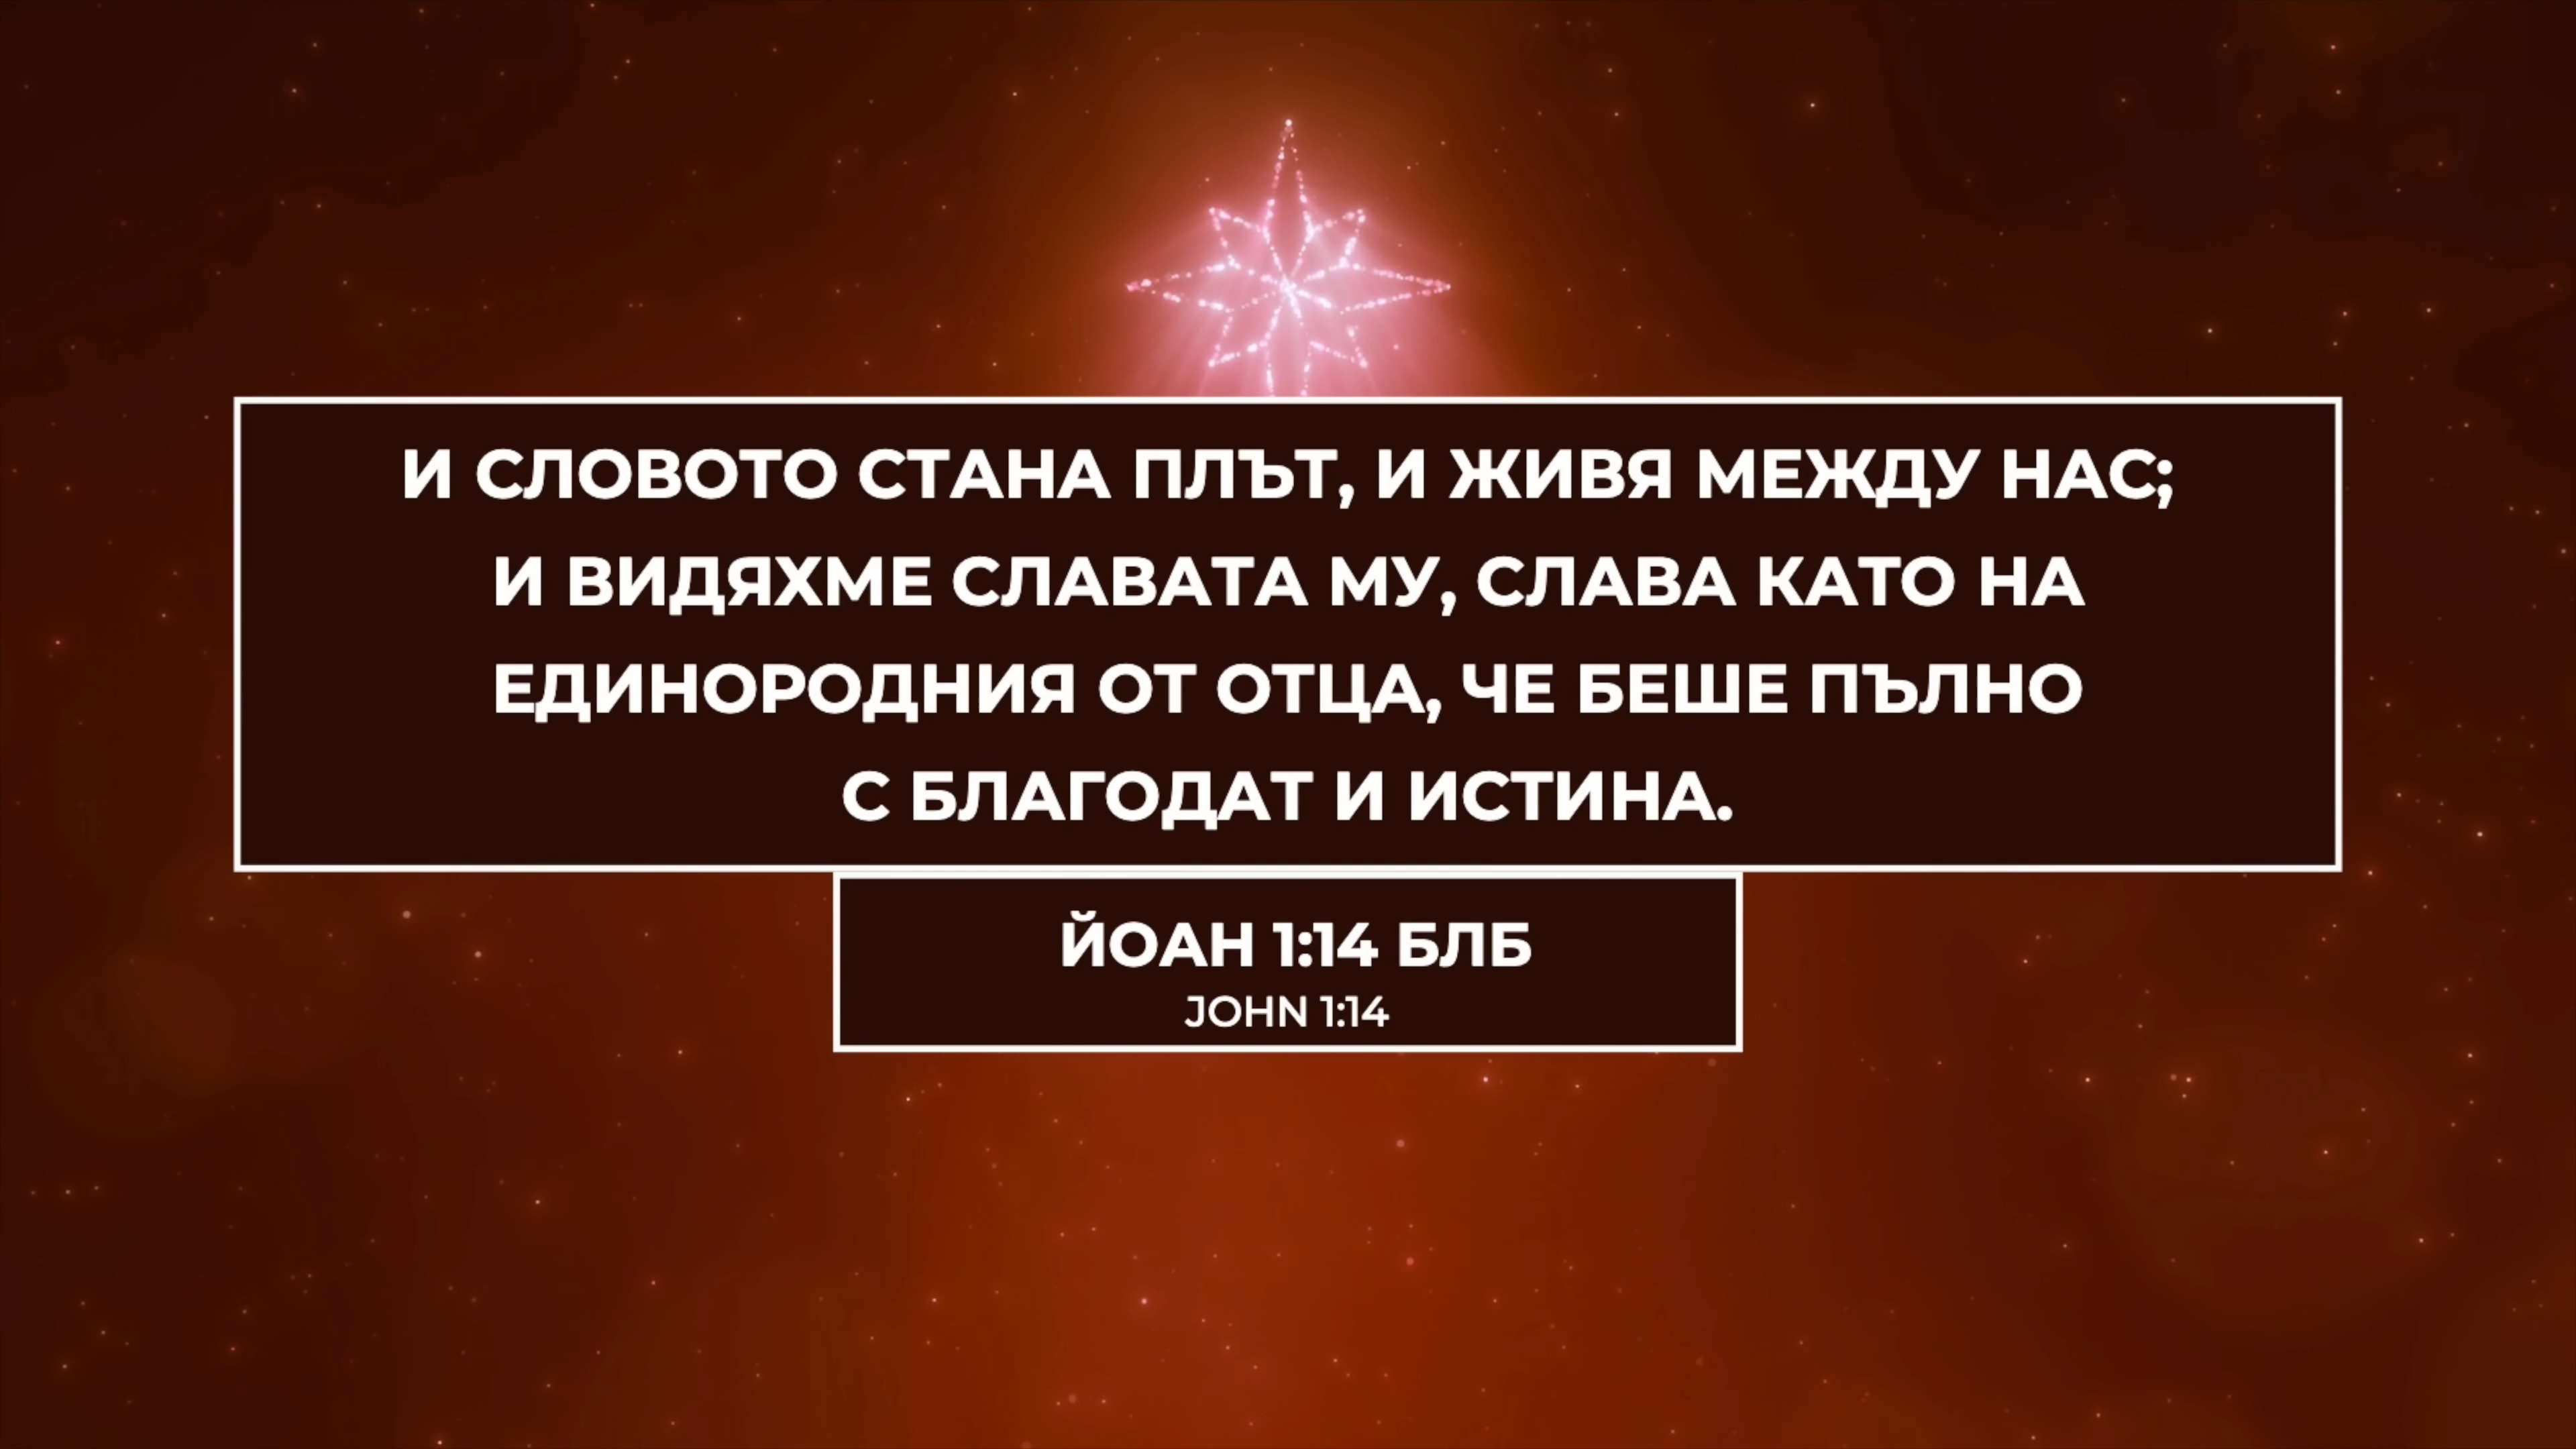 И СЛОВОТО СТАНА ПЛЪТ, И ЖИВЯ МЕЖДУ НАС;
И ВИДЯХМЕ СЛАВАТА МУ, СЛАВА КАТО НА
ЕДИНОРОДНИЯ ОТ ОТЦА, ЧЕ БЕШЕ ПЪЛНО
С БЛАГОДАТ И ИСТИНА.
ЙОАН 1:14 БЛБ
JOHN 1:14